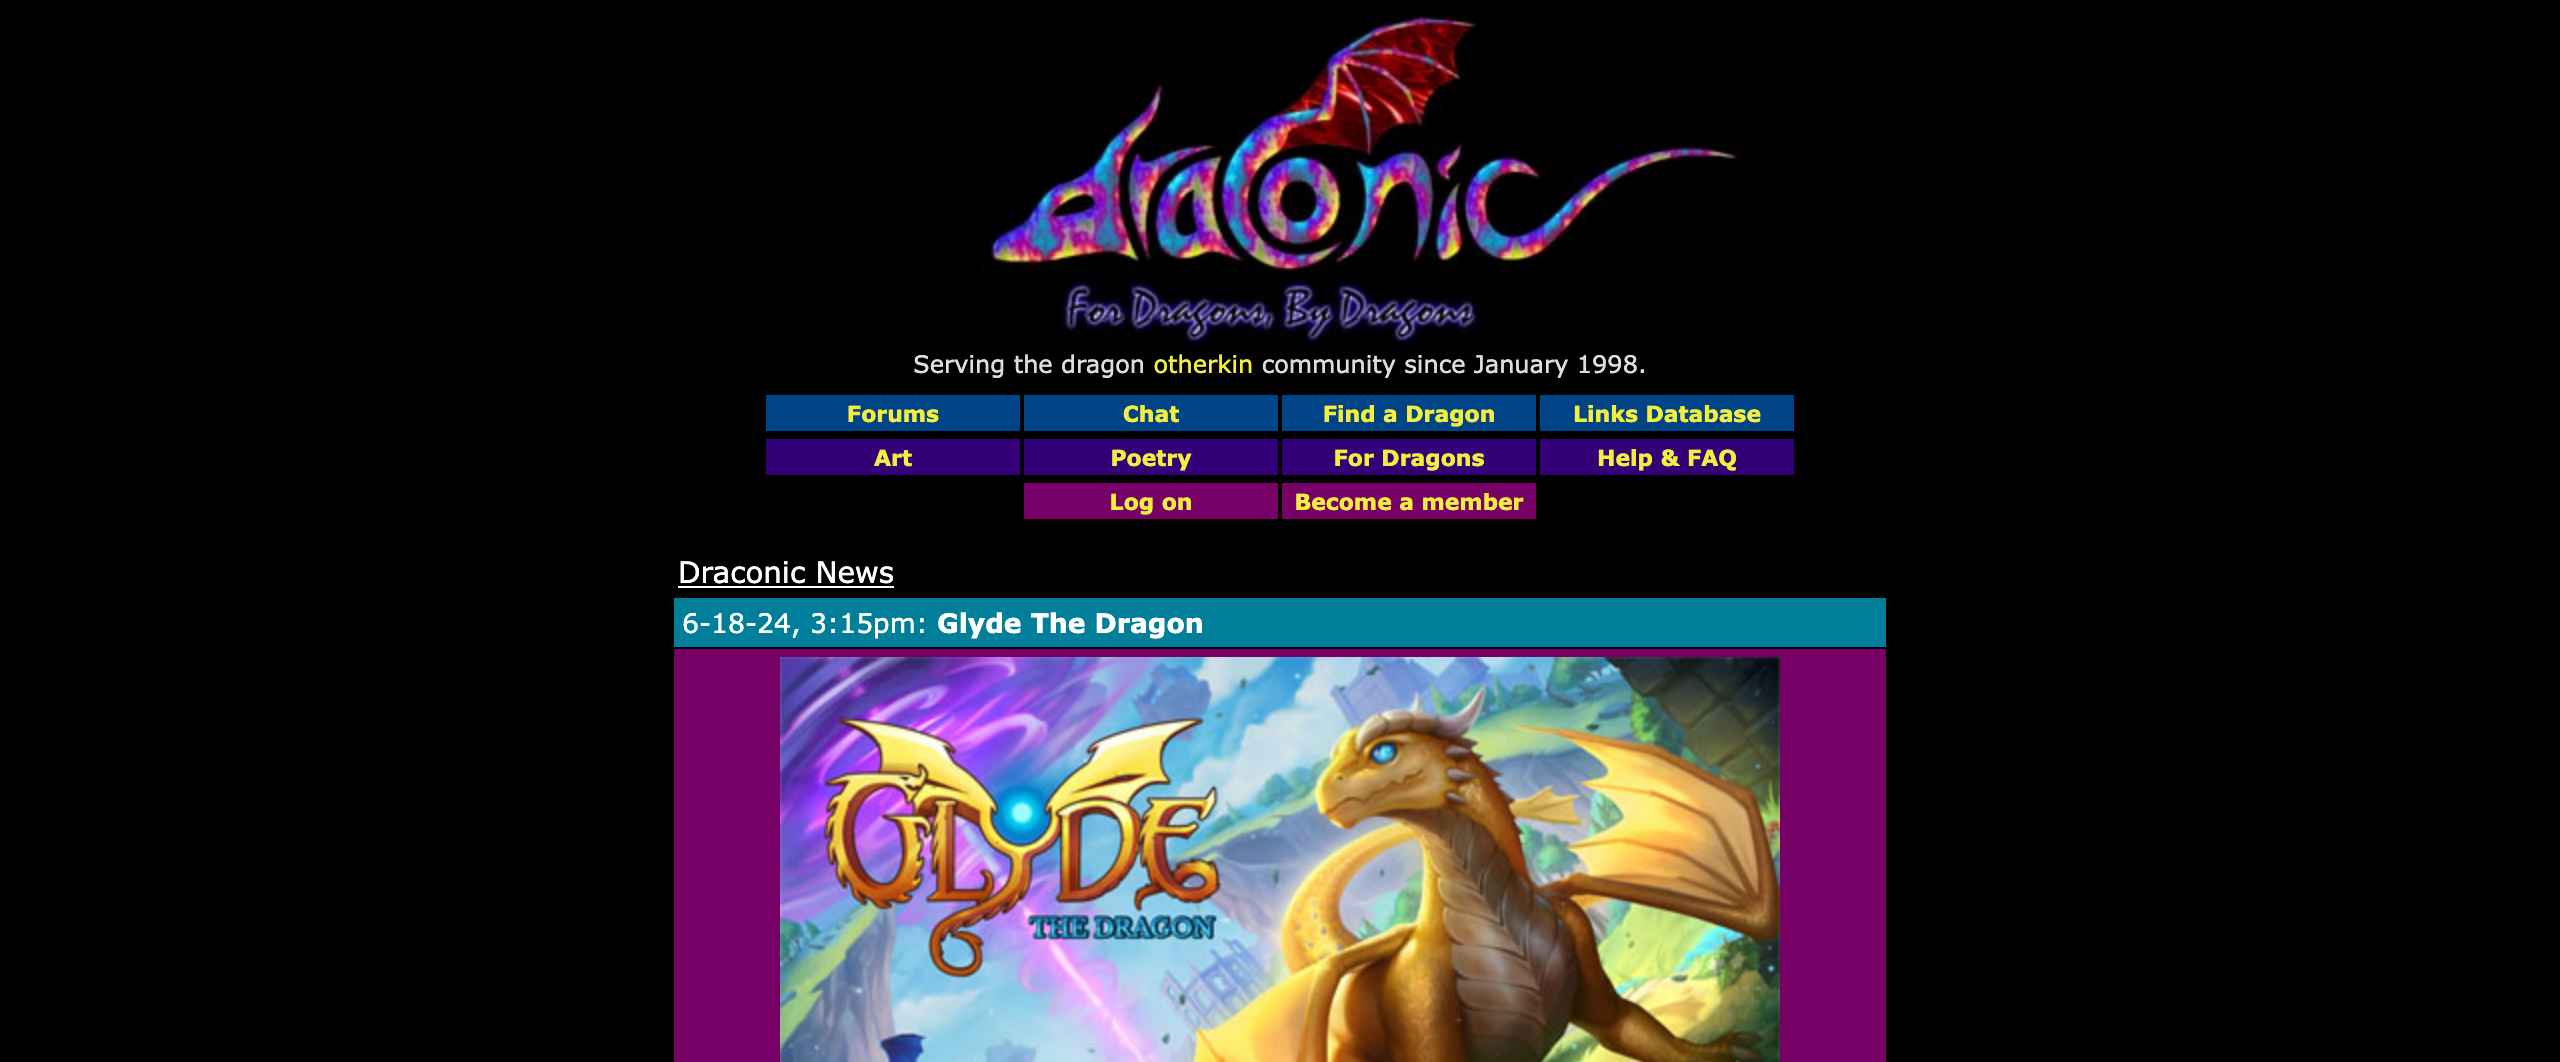 draconic
For Dragons, By Dragons
Serving the dragon otherkin community since January 1998.
Forums Chat Find a Dragon Links Database
Art Poetry For Dragons Help & FAQ
Log on Become a member
Draconic News
6-18-24, 3:15pm: Glyde The Dragon
GLYDE
THE DRAGON